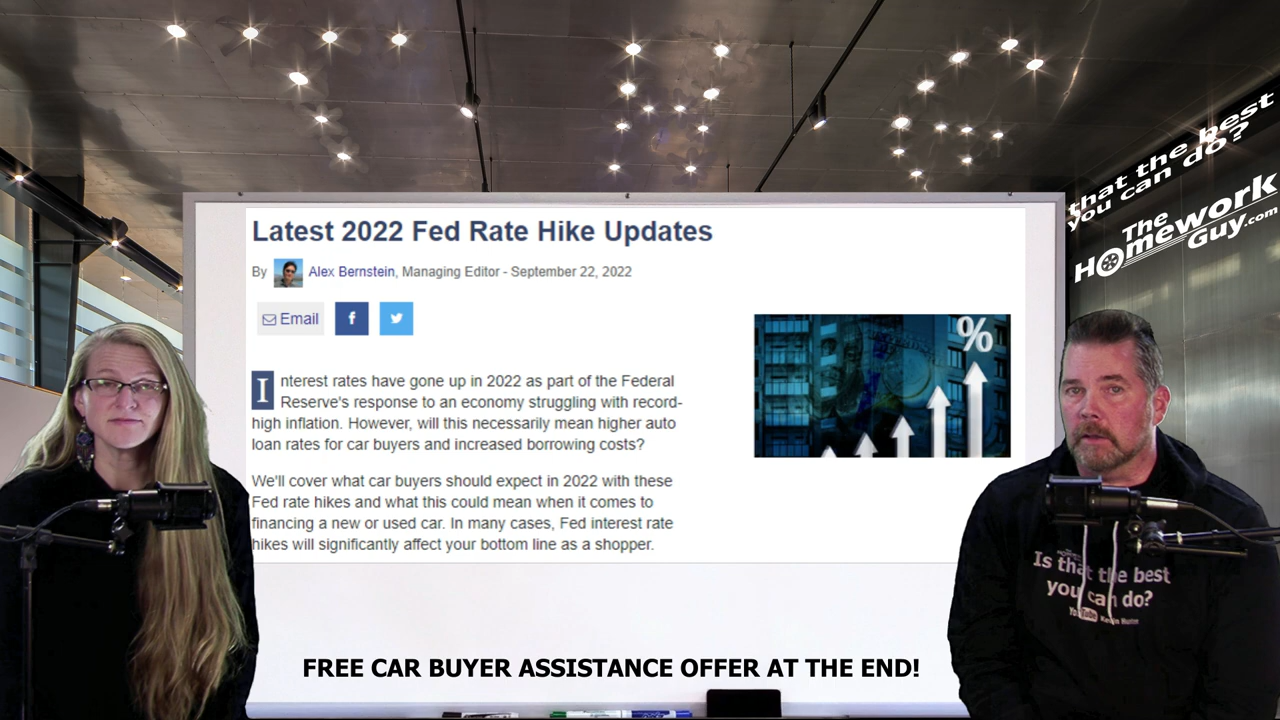 that the best
you can do?
The
Homework
Guy.com
Latest 2022 Fed Rate Hike Updates
By Alex Bernstein, Managing Editor - September 22, 2022
Email
f
%
Interest rates have gone up in 2022 as part of the Federal
Reserve's response to an economy struggling with record-
high inflation. However, will this necessarily mean higher auto
loan rates for car buyers and increased borrowing costs?
We'll cover what car buyers should expect in 2022 with these
Fed rate hikes and what this could mean when it comes to
financing a new or used car. In many cases, Fed interest rate
hikes will significantly affect your bottom line as a shopper.
Is that the best
you can do?
YouTube Kevin Hunter
FREE CAR BUYER ASSISTANCE OFFER AT THE END!